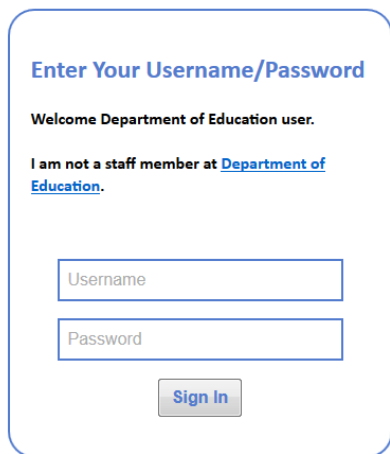 Enter Your Username/Password
Welcome Department of Education user.
I am not a staff member at Department of
Education.
Username
Password
Sign In